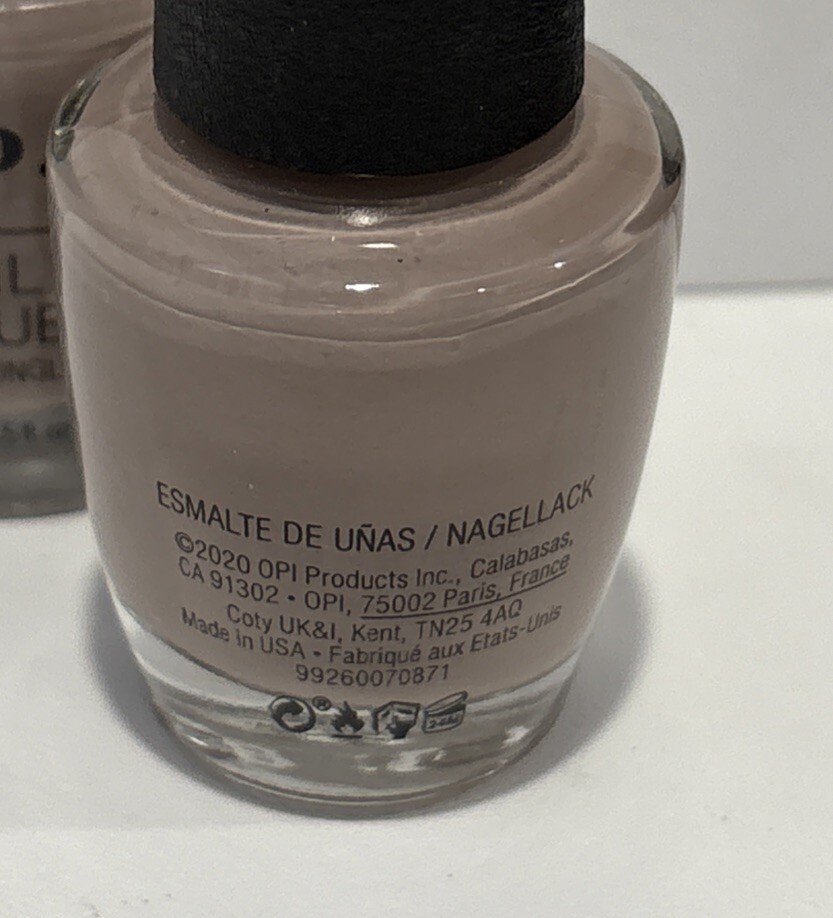 ESMALTE DE UÑAS / NAGELLACK
©2020 OPI Products Inc., Calabasas,
CA 91302 • OPI, 75002 Paris, France
Coty UK&I, Kent, TN25 4AQ
Made in USA • Fabriqué aux Etats-Unis
99260070871
®
24M